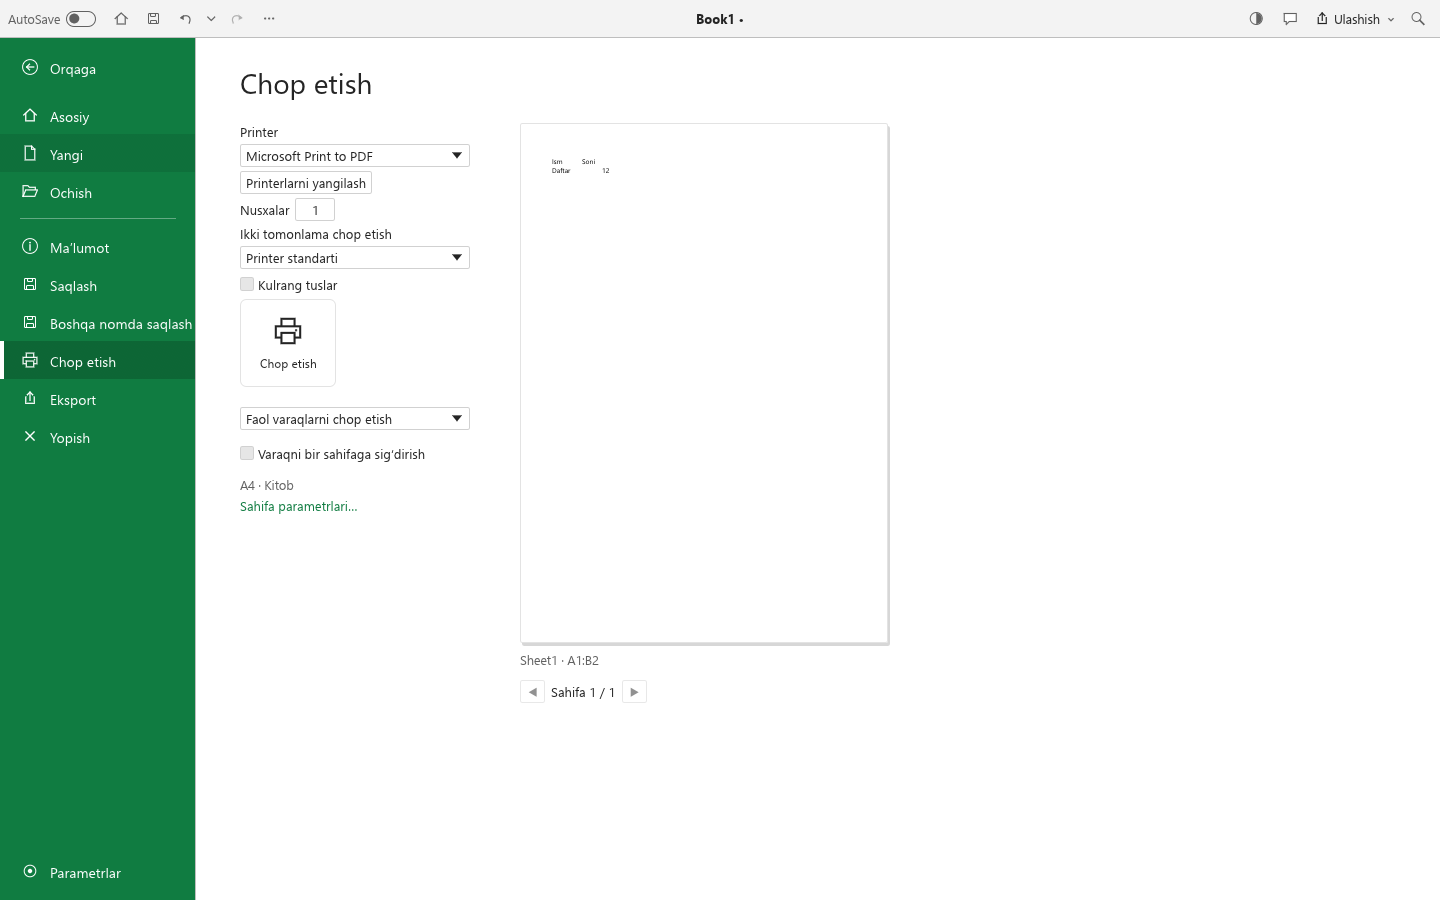 AutoSave
Book1 •
Ulashish
Orqaga
Asosiy
Yangi
Ochish
Ma'lumot
Saqlash
Boshqa nomda saqlash
Chop etish
Eksport
Yopish
Parametrlar
Chop etish
Printer
Microsoft Print to PDF
Printerlarni yangilash
Nusxalar 1
Ikki tomonlama chop etish
Printer standarti
Kulrang tuslar
Chop etish
Faol varaqlarni chop etish
Varaqni bir sahifaga sig'dirish
A4 · Kitob
Sahifa parametrlari...
Ism Soni
Daftar 12
Sheet1 · A1:B2
Sahifa 1 / 1